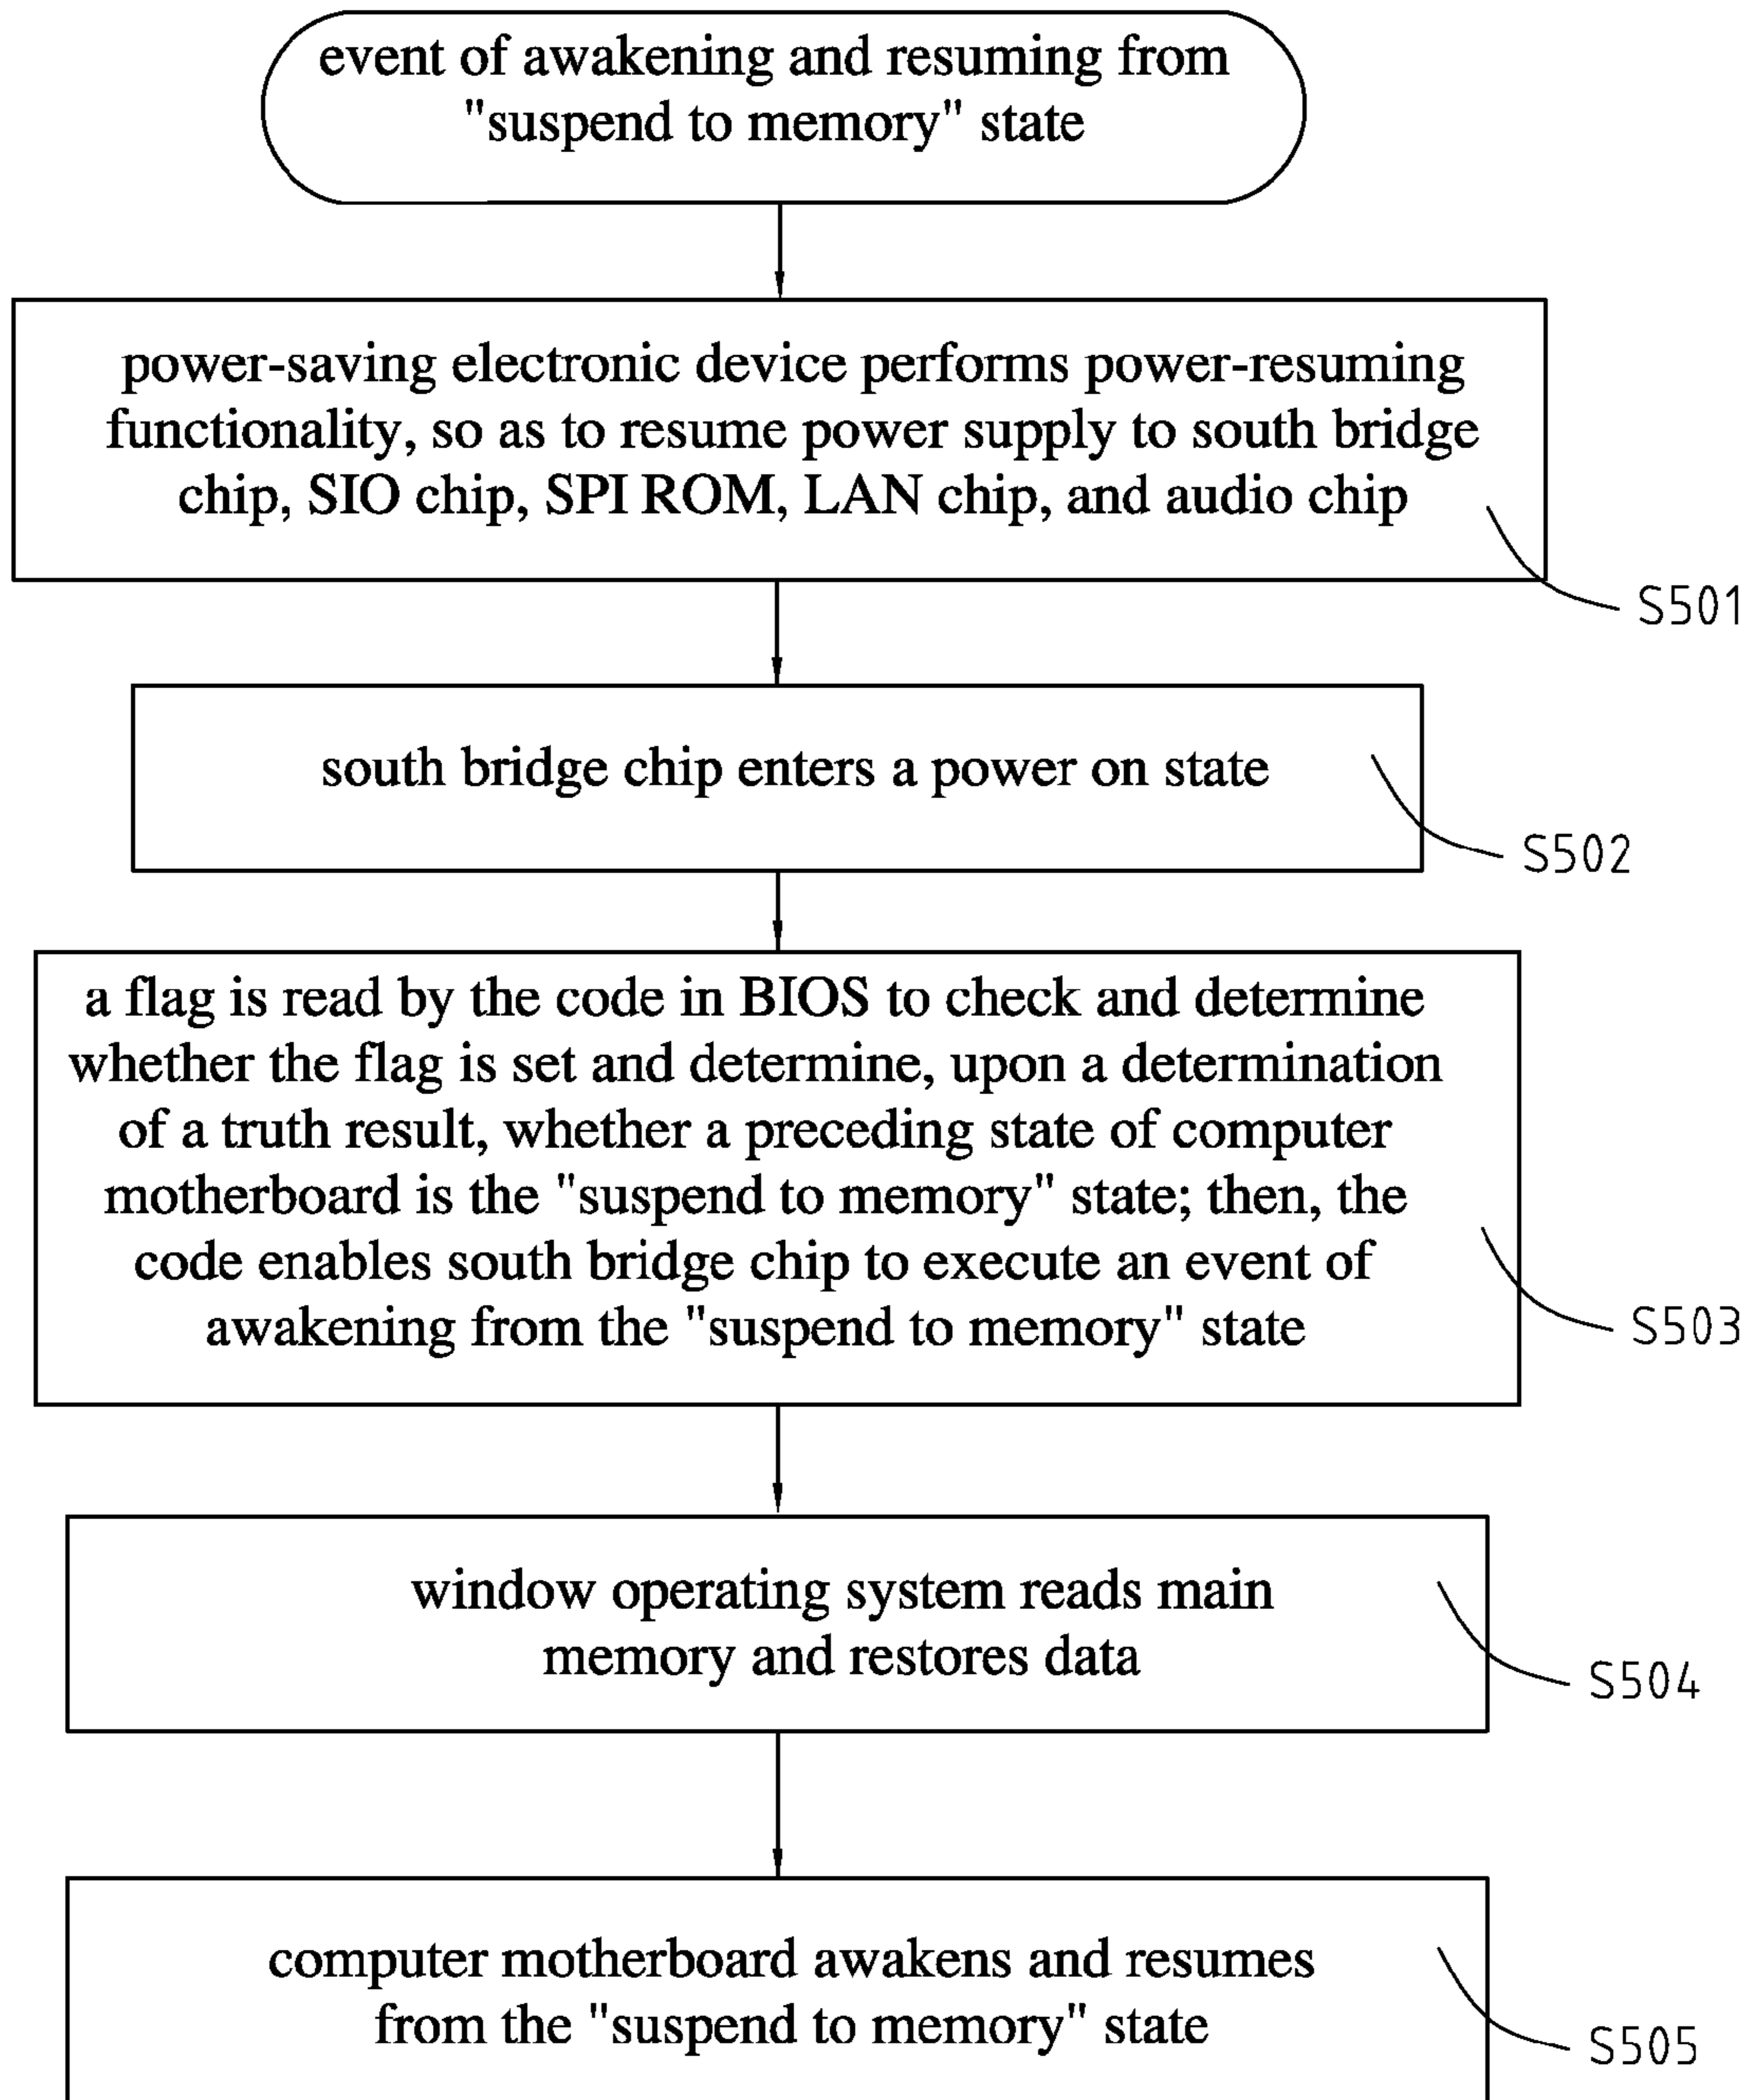 event of awakening and resuming from
"suspend to memory" state
power-saving electronic device performs power-resuming
functionality, so as to resume power supply to south bridge
chip, SIO chip, SPI ROM, LAN chip, and audio chip
S501
south bridge chip enters a power on state
S502
a flag is read by the code in BIOS to check and determine
whether the flag is set and determine, upon a determination
of a truth result, whether a preceding state of computer
motherboard is the "suspend to memory" state; then, the
code enables south bridge chip to execute an event of
awakening from the "suspend to memory" state
S503
window operating system reads main
memory and restores data
S504
computer motherboard awakens and resumes
from the "suspend to memory" state
S505